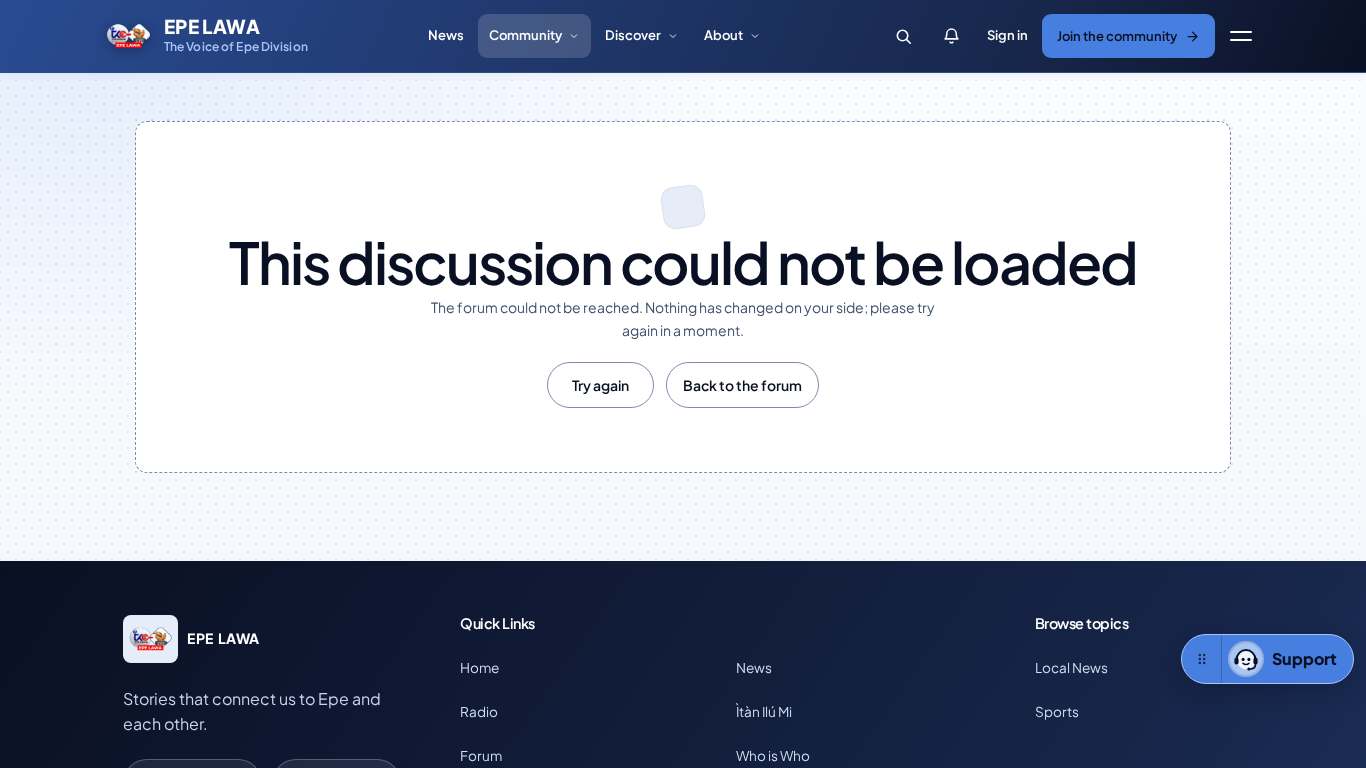 EPE LAWA
The Voice of Epe Division
News
Community
Discover
About
Sign in
Join the community
This discussion could not be loaded
The forum could not be reached. Nothing has changed on your side; please try
again in a moment.
Try again
Back to the forum
EPE LAWA
EPE LAWA
Stories that connect us to Epe and
each other.
Quick Links
Home
News
Radio
Ìtàn Ilú Mi
Forum
Who is Who
Browse topics
Local News
Sports
Support